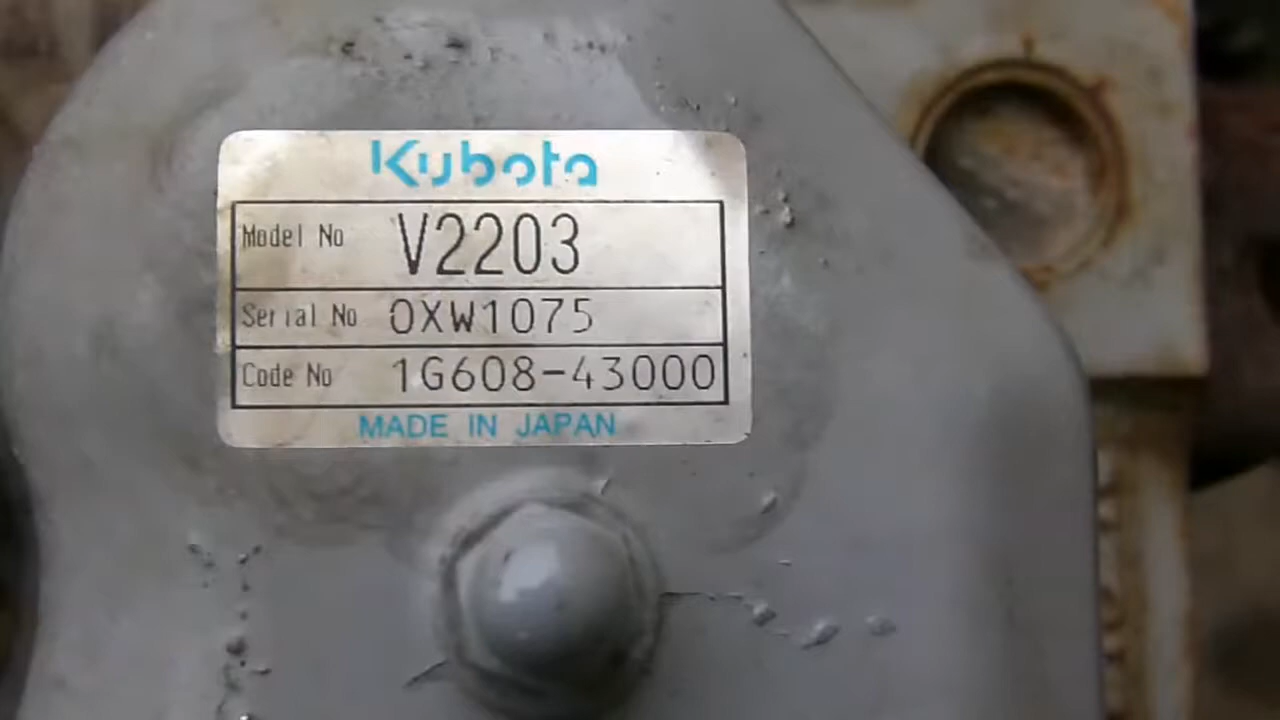 Kubota
Model No V2203
Serial No 0XW1075
Code No 1G608-43000
MADE IN JAPAN